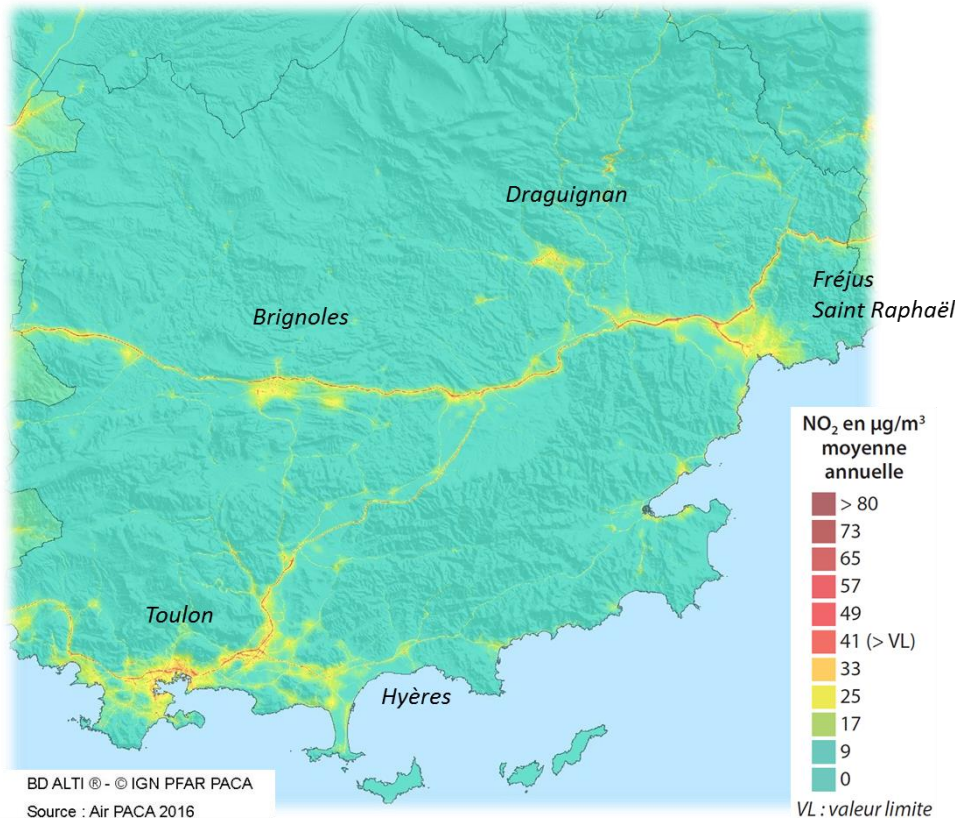 Draguignan
Fréjus
Saint Raphaël
Brignoles
Toulon
Hyères
NO₂ en µg/m³
moyenne
annuelle
> 80
73
65
57
49
41 (> VL)
33
25
17
9
0
VL : valeur limite
BD ALTI ® - © IGN PFAR PACA
Source : Air PACA 2016